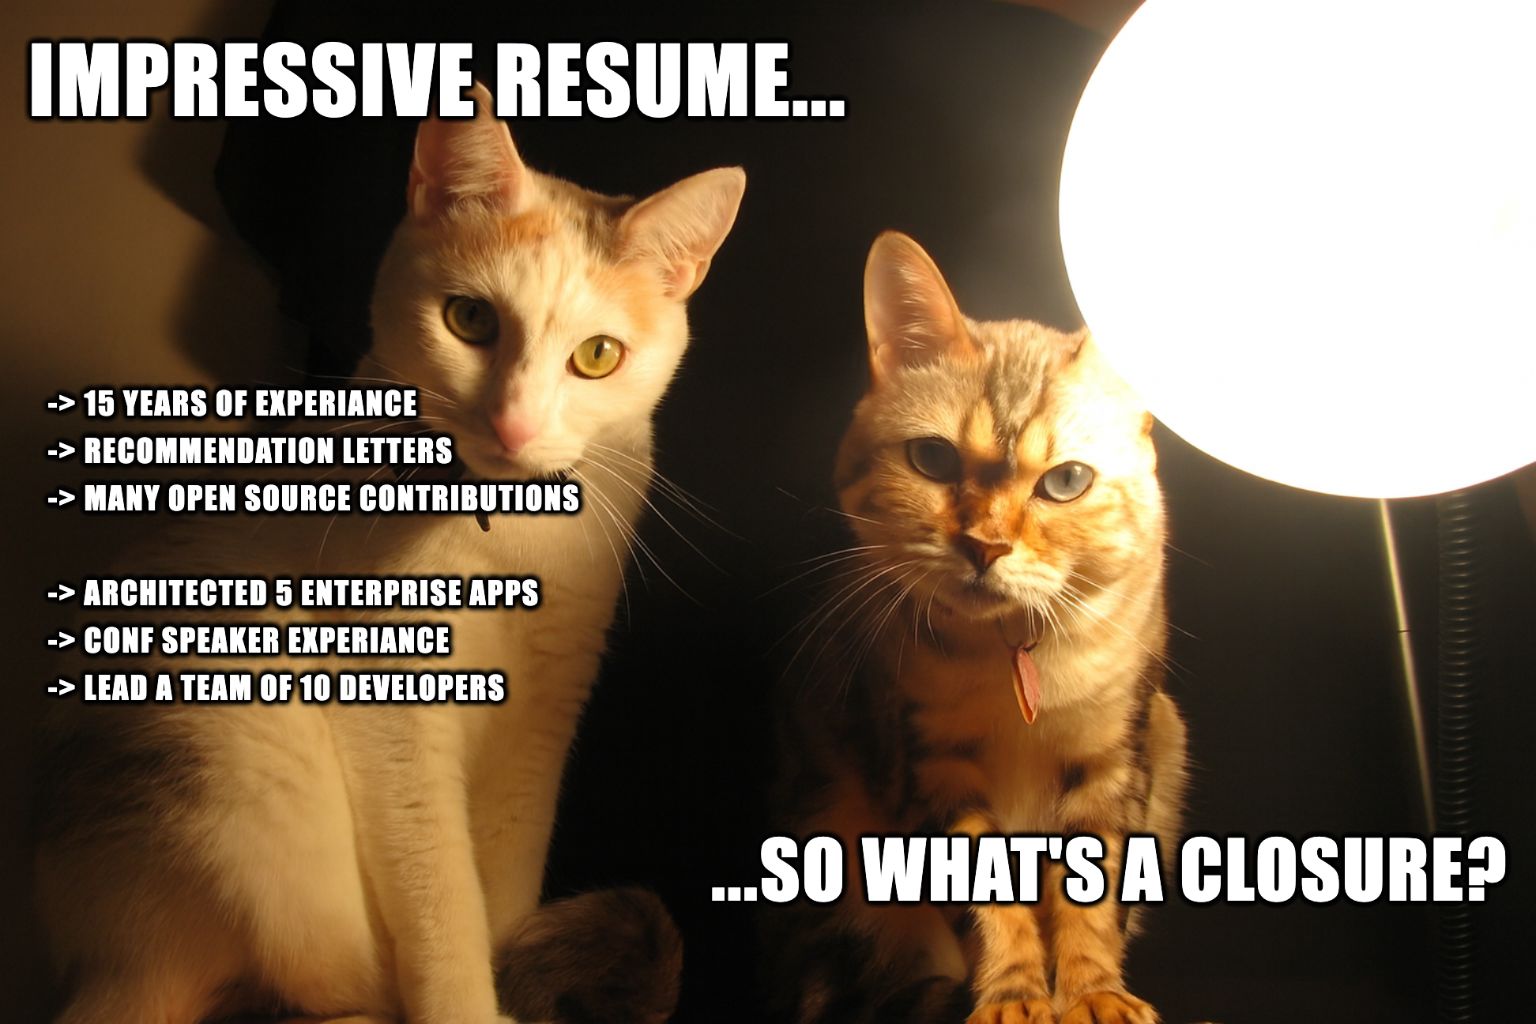 IMPRESSIVE RESUME...
-> 15 YEARS OF EXPERIANCE
-> RECOMMENDATION LETTERS
-> MANY OPEN SOURCE CONTRIBUTIONS
-> ARCHITECTED 5 ENTERPRISE APPS
-> CONF SPEAKER EXPERIANCE
-> LEAD A TEAM OF 10 DEVELOPERS
...SO WHAT'S A CLOSURE?